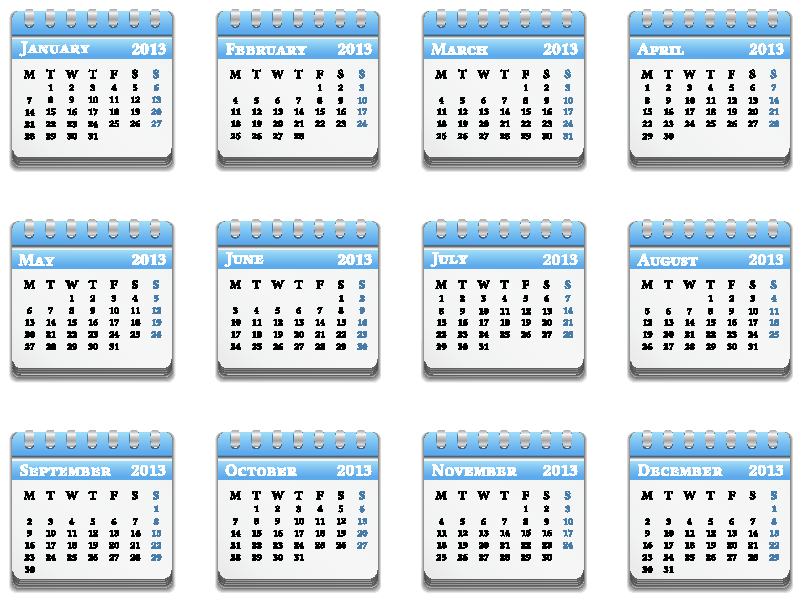 January 2013
M T W T F S S
1 2 3 4 5 6
7 8 9 10 11 12 13
14 15 16 17 18 19 20
21 22 23 24 25 26 27
28 29 30 31
February 2013
M T W T F S S
1 2 3
4 5 6 7 8 9 10
11 12 13 14 15 16 17
18 19 20 21 22 23 24
25 26 27 28
March 2013
M T W T F S S
1 2 3
4 5 6 7 8 9 10
11 12 13 14 15 16 17
18 19 20 21 22 23 24
25 26 27 28 29 30 31
April 2013
M T W T F S S
1 2 3 4 5 6 7
8 9 10 11 12 13 14
15 16 17 18 19 20 21
22 23 24 25 26 27 28
29 30
May 2013
M T W T F S S
1 2 3 4 5
6 7 8 9 10 11 12
13 14 15 16 17 18 19
20 21 22 23 24 25 26
27 28 29 30 31
June 2013
M T W T F S S
1 2
3 4 5 6 7 8 9
10 11 12 13 14 15 16
17 18 19 20 21 22 23
24 25 26 27 28 29 30
July 2013
M T W T F S S
1 2 3 4 5 6 7
8 9 10 11 12 13 14
15 16 17 18 19 20 21
22 23 24 25 26 27 28
29 30 31
August 2013
M T W T F S S
1 2 3 4
5 6 7 8 9 10 11
12 13 14 15 16 17 18
19 20 21 22 23 24 25
26 27 28 29 30 31
September 2013
M T W T F S S
1
2 3 4 5 6 7 8
9 10 11 12 13 14 15
16 17 18 19 20 21 22
23 24 25 26 27 28 29
30
October 2013
M T W T F S S
1 2 3 4 5 6
7 8 9 10 11 12 13
14 15 16 17 18 19 20
21 22 23 24 25 26 27
28 29 30 31
November 2013
M T W T F S S
1 2 3
4 5 6 7 8 9 10
11 12 13 14 15 16 17
18 19 20 21 22 23 24
25 26 27 28 29 30
December 2013
M T W T F S S
1
2 3 4 5 6 7 8
9 10 11 12 13 14 15
16 17 18 19 20 21 22
23 24 25 26 27 28 29
30 31